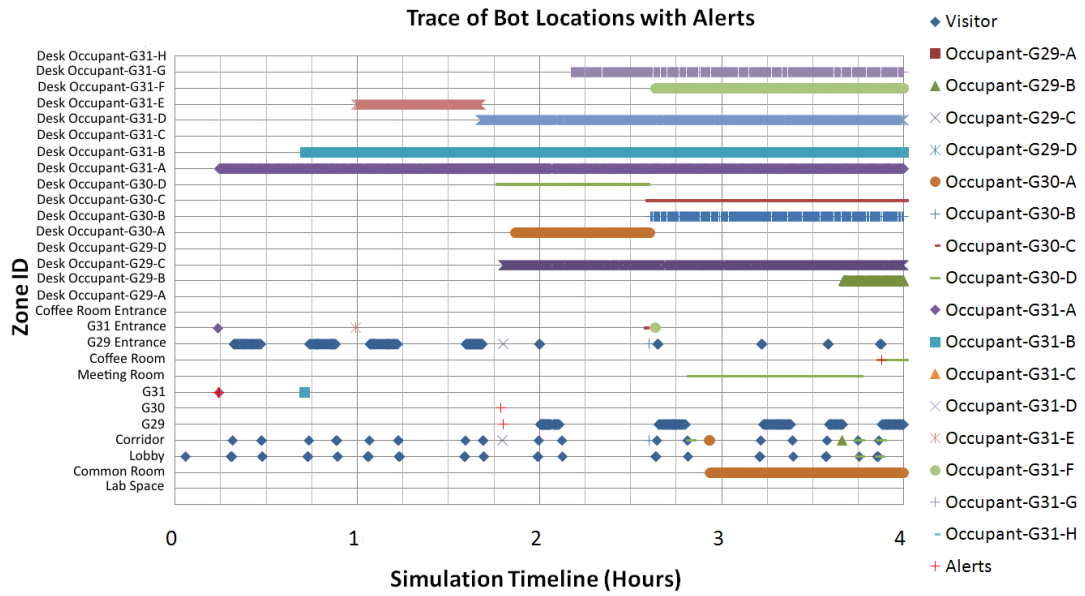 Trace of Bot Locations with Alerts
Zone ID
Desk Occupant-G31-H
Desk Occupant-G31-G
Desk Occupant-G31-F
Desk Occupant-G31-E
Desk Occupant-G31-D
Desk Occupant-G31-C
Desk Occupant-G31-B
Desk Occupant-G31-A
Desk Occupant-G30-D
Desk Occupant-G30-C
Desk Occupant-G30-B
Desk Occupant-G30-A
Desk Occupant-G29-D
Desk Occupant-G29-C
Desk Occupant-G29-B
Desk Occupant-G29-A
Coffee Room Entrance
G31 Entrance
G29 Entrance
Coffee Room
Meeting Room
G31
G30
G29
Corridor
Lobby
Common Room
Lab Space
0 1 2 3 4
Simulation Timeline (Hours)
Visitor
Occupant-G29-A
Occupant-G29-B
Occupant-G29-C
Occupant-G29-D
Occupant-G30-A
Occupant-G30-B
Occupant-G30-C
Occupant-G30-D
Occupant-G31-A
Occupant-G31-B
Occupant-G31-C
Occupant-G31-D
Occupant-G31-E
Occupant-G31-F
Occupant-G31-G
Occupant-G31-H
Alerts